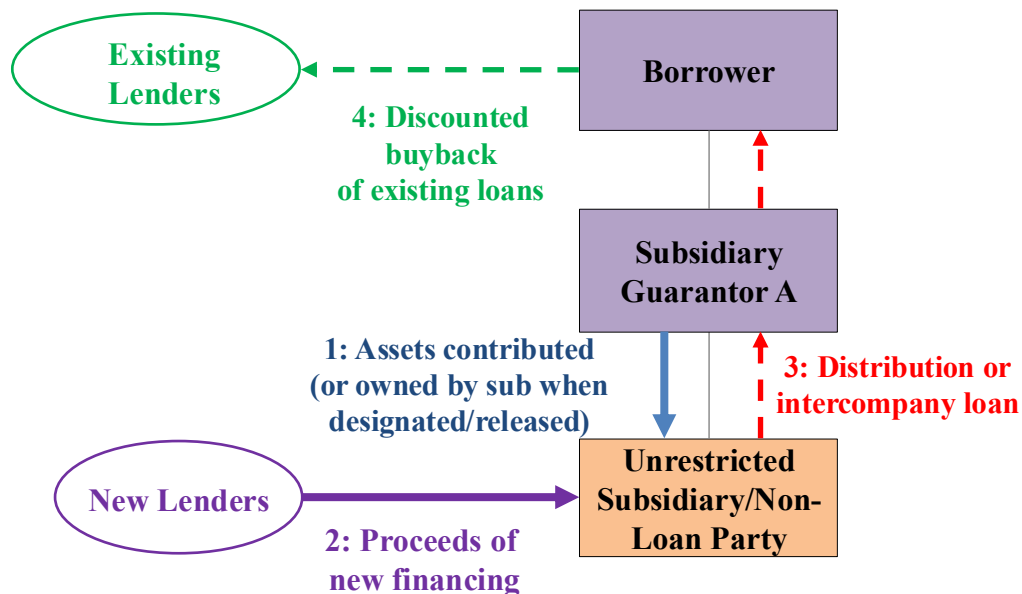 Existing
Lenders
Borrower
4: Discounted
buyback
of existing loans
Subsidiary
Guarantor A
1: Assets contributed
(or owned by sub when
designated/released)
3: Distribution or
intercompany loan
New Lenders
Unrestricted
Subsidiary/Non-
Loan Party
2: Proceeds of
new financing